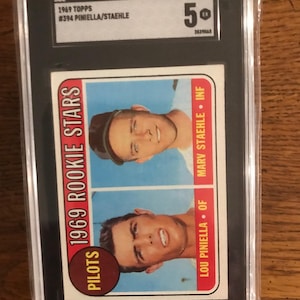 1969 TOPPS
#394 PINIELLA/STAEHLE
5
EX
1969 ROOKIE STARS
PILOTS
MARV STAEHLE • INF
LOU PINIELLA • OF